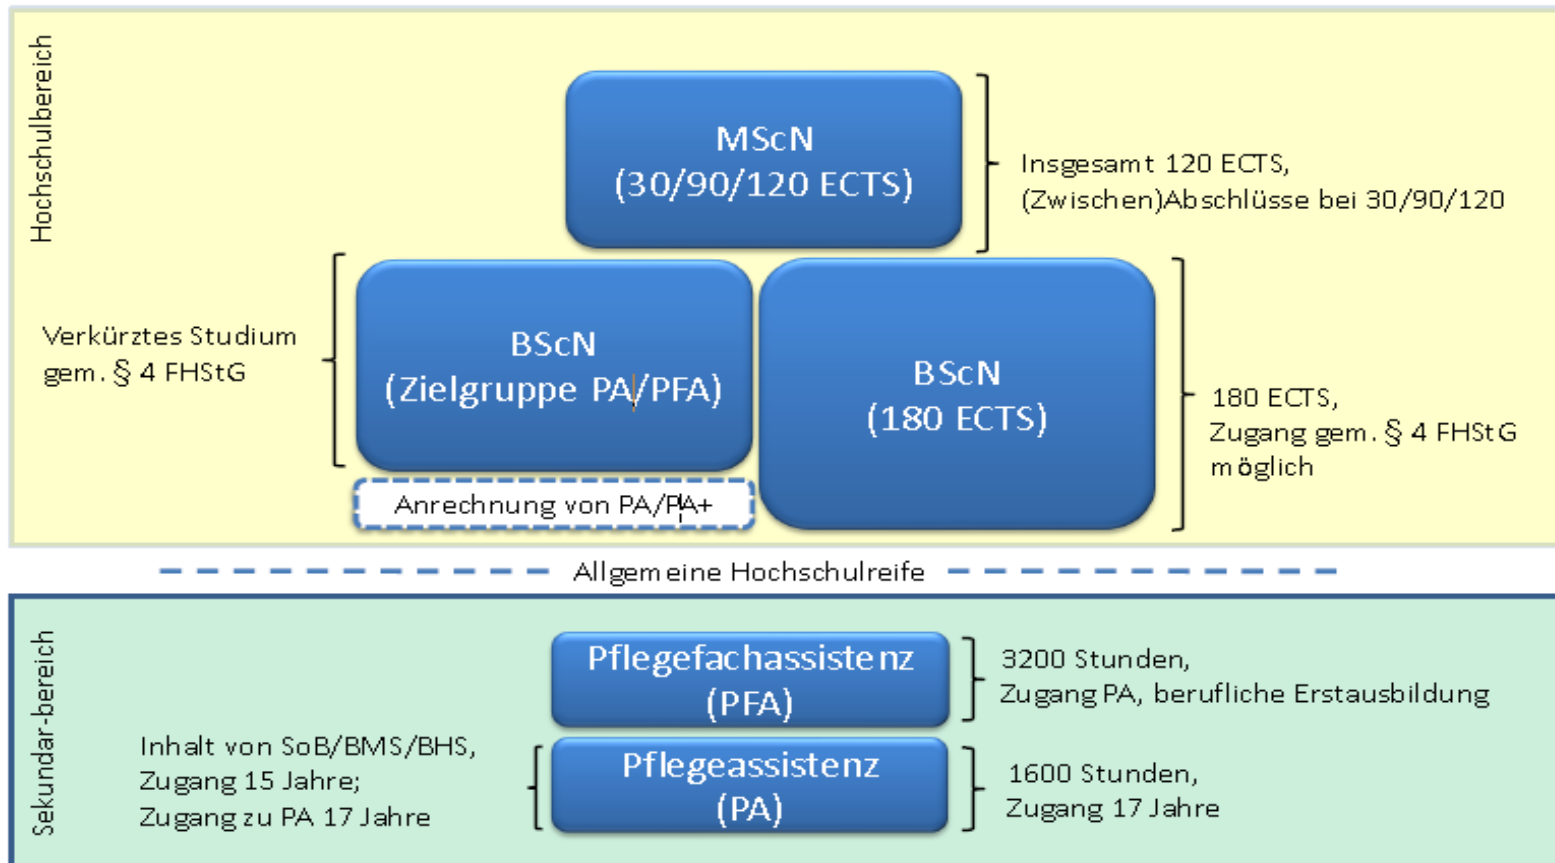 Hochschulbereich
MScN
(30/90/120 ECTS)
Insgesamt 120 ECTS,
(Zwischen)Abschlüsse bei 30/90/120
Verkürztes Studium
gem. § 4 FHStG
BScN
(Zielgruppe PA/PFA)
BScN
(180 ECTS)
180 ECTS,
Zugang gem. § 4 FHStG
möglich
Anrechnung von PA/PA+
Allgemeine Hochschulreife
Sekundar-bereich
Pflegefachassistenz
(PFA)
3200 Stunden,
Zugang PA, berufliche Erstausbildung
Inhalt von SoB/BMS/BHS,
Zugang 15 Jahre;
Zugang zu PA 17 Jahre
Pflegeassistenz
(PA)
1600 Stunden,
Zugang 17 Jahre